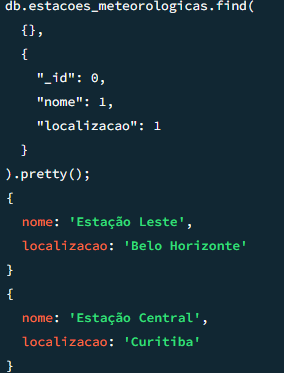 db.estacoes_meteorologicas.find(
  {},
  {
    "_id": 0,
    "nome": 1,
    "localizacao": 1
  }
).pretty();
{
  nome: 'Estação Leste',
  localizacao: 'Belo Horizonte'
}
{
  nome: 'Estação Central',
  localizacao: 'Curitiba'
}